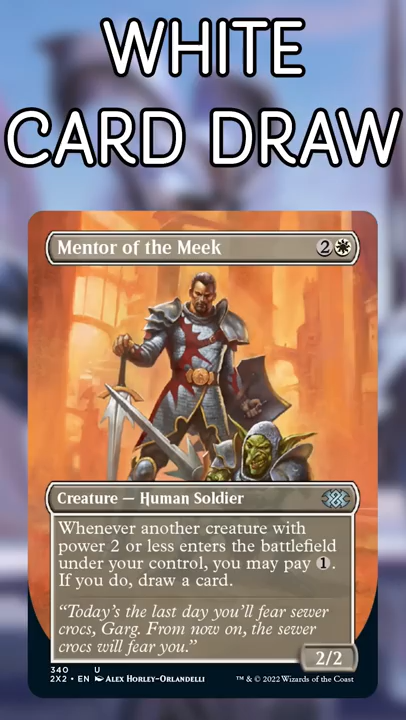 WHITE
CARD DRAW
Mentor of the Meek 2
Creature — Human Soldier
Whenever another creature with
power 2 or less enters the battlefield
under your control, you may pay 1.
If you do, draw a card.
“Today’s the last day you’ll fear sewer
crocs, Garg. From now on, the sewer
crocs will fear you.”
2/2
340 U
2X2 • EN Alex Horley-Orlandelli
™ & © 2022 Wizards of the Coast